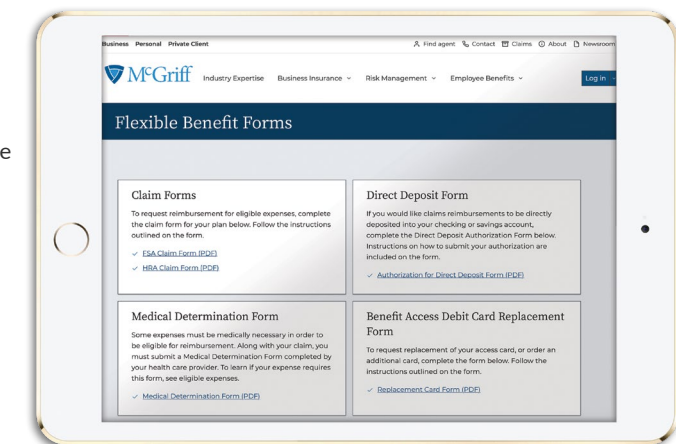 Business Personal Private Client
Find agent Contact Claims About Newsroom
McGriff Industry Expertise Business Insurance Risk Management Employee Benefits Log in
Flexible Benefit Forms
Claim Forms
To request reimbursement for eligible expenses, complete
the claim form for your plan below. Follow the instructions
outlined on the form.
FSA Claim Form (PDF)
HRA Claim Form (PDF)
Direct Deposit Form
If you would like claims reimbursements to be directly
deposited into your checking or savings account,
complete the Direct Deposit Authorization Form below.
Instructions on how to submit your authorization are
included on the form.
Authorization for Direct Deposit Form (PDF)
Medical Determination Form
Some expenses must be medically necessary in order to
be eligible for reimbursement. Along with your claim, you
must submit a Medical Determination Form completed by
your health care provider. To learn if your expense requires
this form, see eligible expenses.
Medical Determination Form (PDF)
Benefit Access Debit Card Replacement
Form
To request replacement of your access card, or order an
additional card, complete the form below. Follow the
instructions outlined on the form.
Replacement Card Form (PDF)